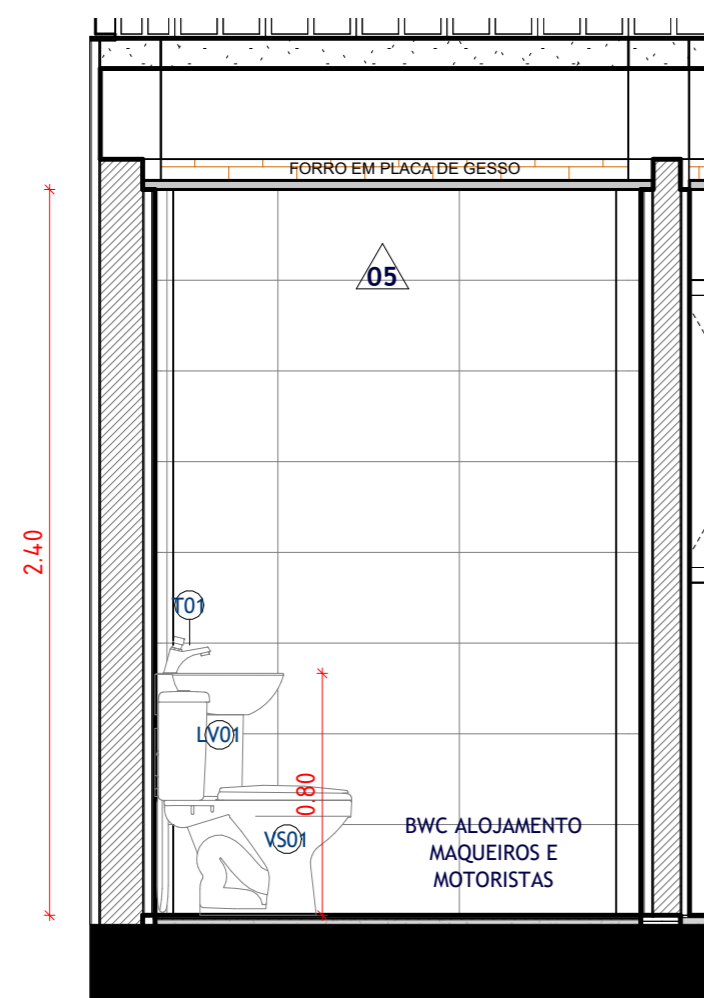 FORRO EM PLACA DE GESSO
05
2.40
T01
LV01
0.80
VS01
BWC ALOJAMENTO
MAQUEIROS E
MOTORISTAS